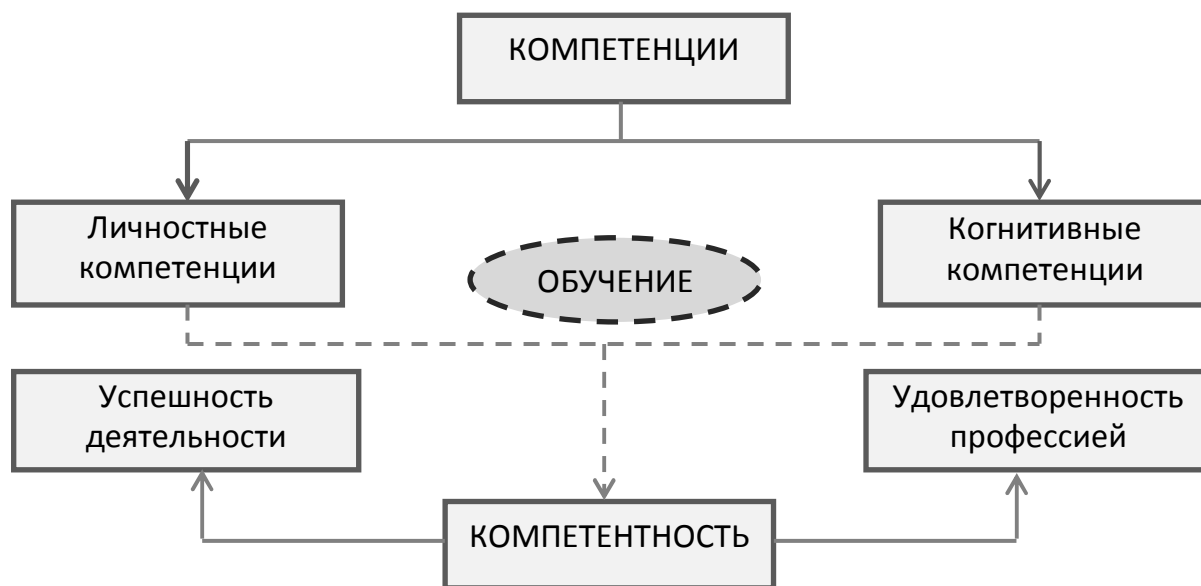 КОМПЕТЕНЦИИ
Личностные
компетенции
ОБУЧЕНИЕ
Когнитивные
компетенции
Успешность
деятельности
Удовлетворенность
профессией
КОМПЕТЕНТНОСТЬ